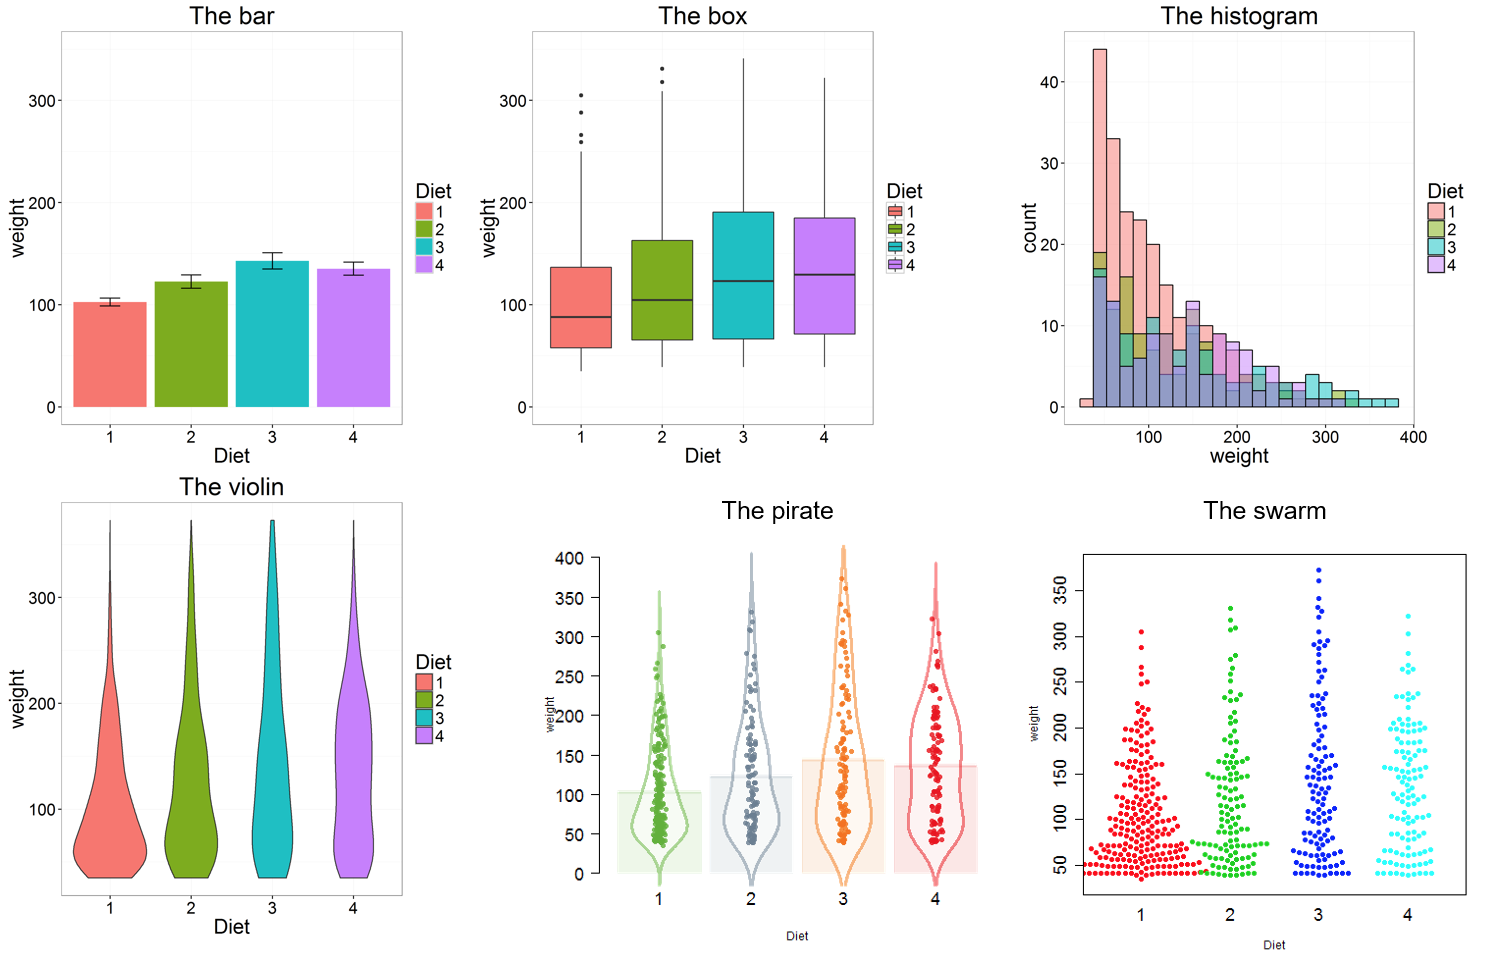 The bar
300
200
100
0
weight
1 2 3 4
Diet
Diet
1
2
3
4
The box
300
200
100
0
weight
1 2 3 4
Diet
Diet
1
2
3
4
The histogram
40
30
20
10
0
count
100 200 300 400
weight
Diet
1
2
3
4
The violin
300
200
100
weight
1 2 3 4
Diet
Diet
1
2
3
4
The pirate
400
350
300
250
200
150
100
50
0
weight
1 2 3 4
Diet
The swarm
350
300
250
200
150
100
50
weight
1 2 3 4
Diet